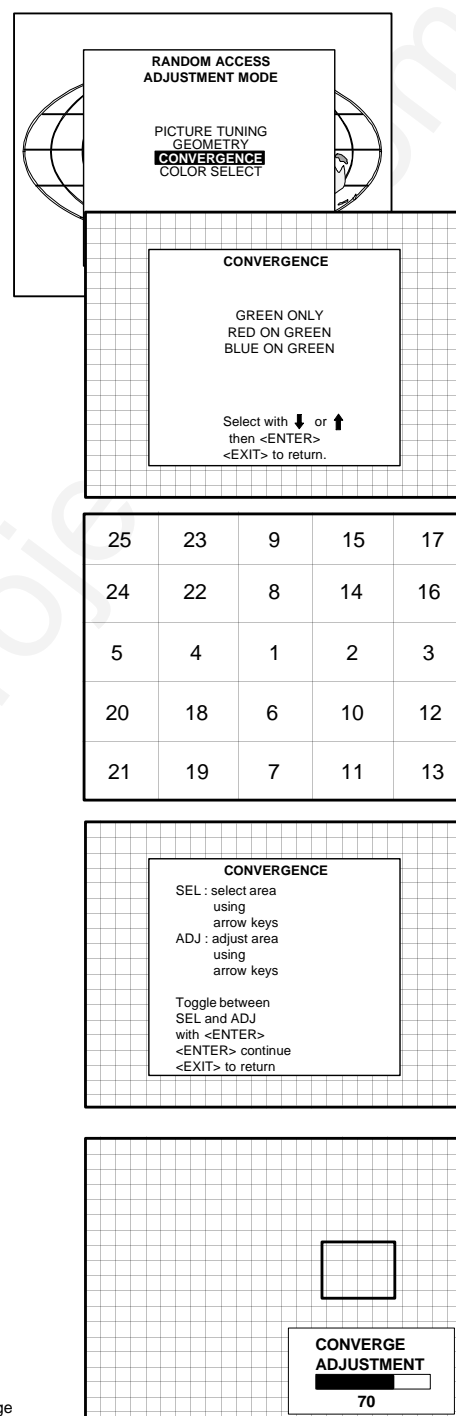 RANDOM ACCESS
ADJUSTMENT MODE
PICTURE TUNING
GEOMETRY
CONVERGENCE
COLOR SELECT
CONVERGENCE
GREEN ONLY
RED ON GREEN
BLUE ON GREEN
Select with or
then <ENTER>
<EXIT> to return.
25 23 9 15 17
24 22 8 14 16
5 4 1 2 3
20 18 6 10 12
21 19 7 11 13
CONVERGENCE
SEL : select area
using
arrow keys
ADJ : adjust area
using
arrow keys
Toggle between
SEL and ADJ
with <ENTER>
<ENTER> continue
<EXIT> to return
CONVERGE
ADJUSTMENT
70